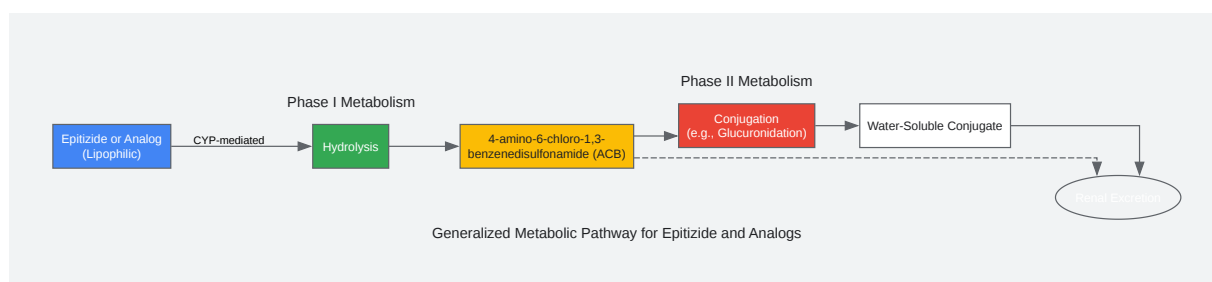 Phase II Metabolism
Phase I Metabolism
Epitizide or Analog
(Lipophilic)
CYP-mediated
Hydrolysis
4-amino-6-chloro-1,3-
benzenedisulfonamide (ACB)
Conjugation
(e.g., Glucuronidation)
Water-Soluble Conjugate
Renal Excretion
Generalized Metabolic Pathway for Epitizide and Analogs